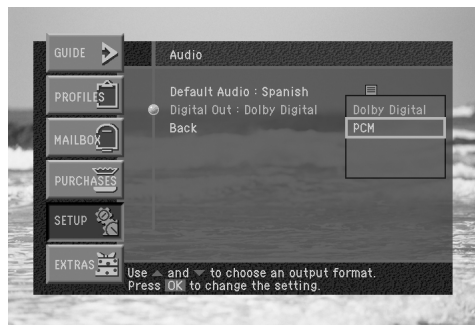 GUIDE
PROFILES
MAILBOX
PURCHASES
SETUP
EXTRAS
Audio
Default Audio : Spanish
Digital Out : Dolby Digital
Back
Dolby Digital
PCM
Use and to choose an output format.
Press OK to change the setting.